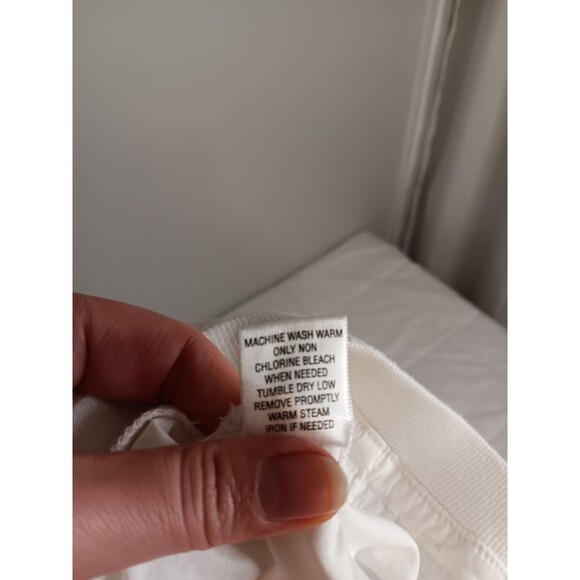 MACHINE WASH WARM
ONLY NON
CHLORINE BLEACH
WHEN NEEDED
TUMBLE DRY LOW
REMOVE PROMPTLY
WARM STEAM
IRON IF NEEDED